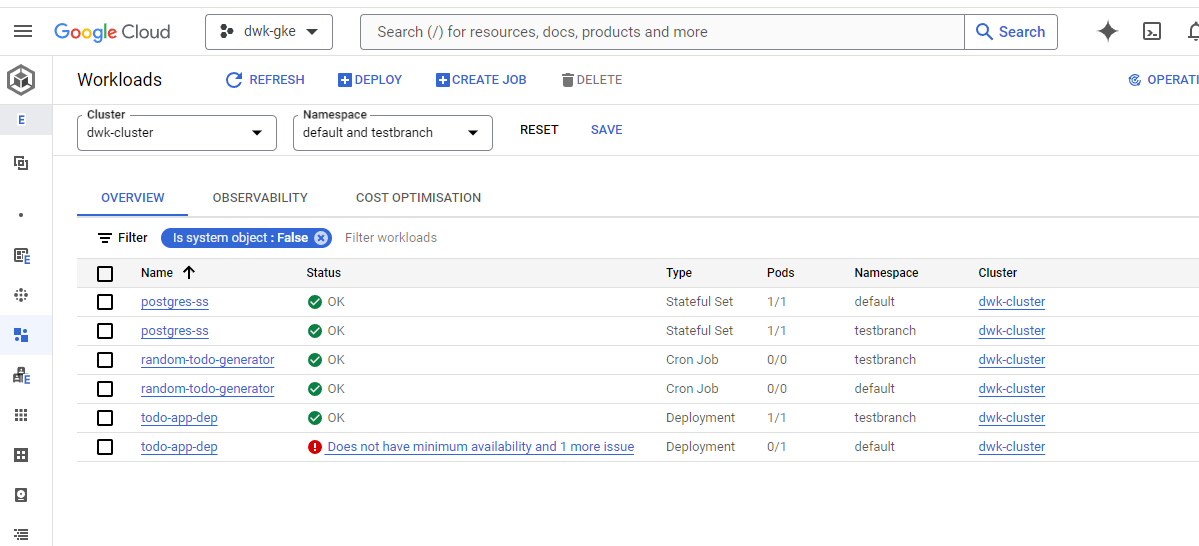 Google Cloud dwk-gke Search (/) for resources, docs, products and more Search
Workloads REFRESH DEPLOY CREATE JOB DELETE OPERATI
E
Cluster Namespace
dwk-cluster default and testbranch RESET SAVE
OVERVIEW OBSERVABILITY COST OPTIMISATION
Filter Is system object : False Filter workloads
E
Name Status Type Pods Namespace Cluster
postgres-ss OK Stateful Set 1/1 default dwk-cluster
postgres-ss OK Stateful Set 1/1 testbranch dwk-cluster
random-todo-generator OK Cron Job 0/0 testbranch dwk-cluster
E
random-todo-generator OK Cron Job 0/0 default dwk-cluster
todo-app-dep OK Deployment 1/1 testbranch dwk-cluster
todo-app-dep Does not have minimum availability and 1 more issue Deployment 0/1 default dwk-cluster